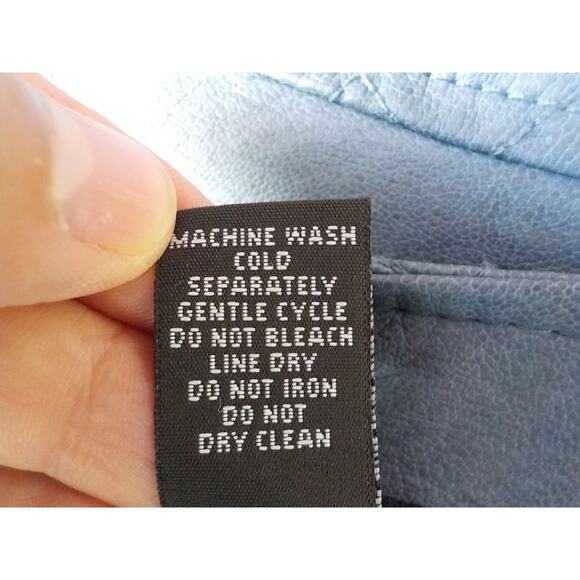 MACHINE WASH
COLD
SEPARATELY
GENTLE CYCLE
DO NOT BLEACH
LINE DRY
DO NOT IRON
DO NOT
DRY CLEAN